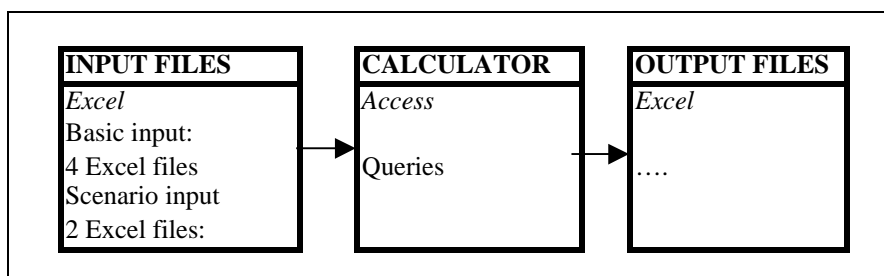 INPUT FILES
Excel
Basic input:
4 Excel files
Scenario input
2 Excel files:
CALCULATOR
Access
Queries
OUTPUT FILES
Excel
….